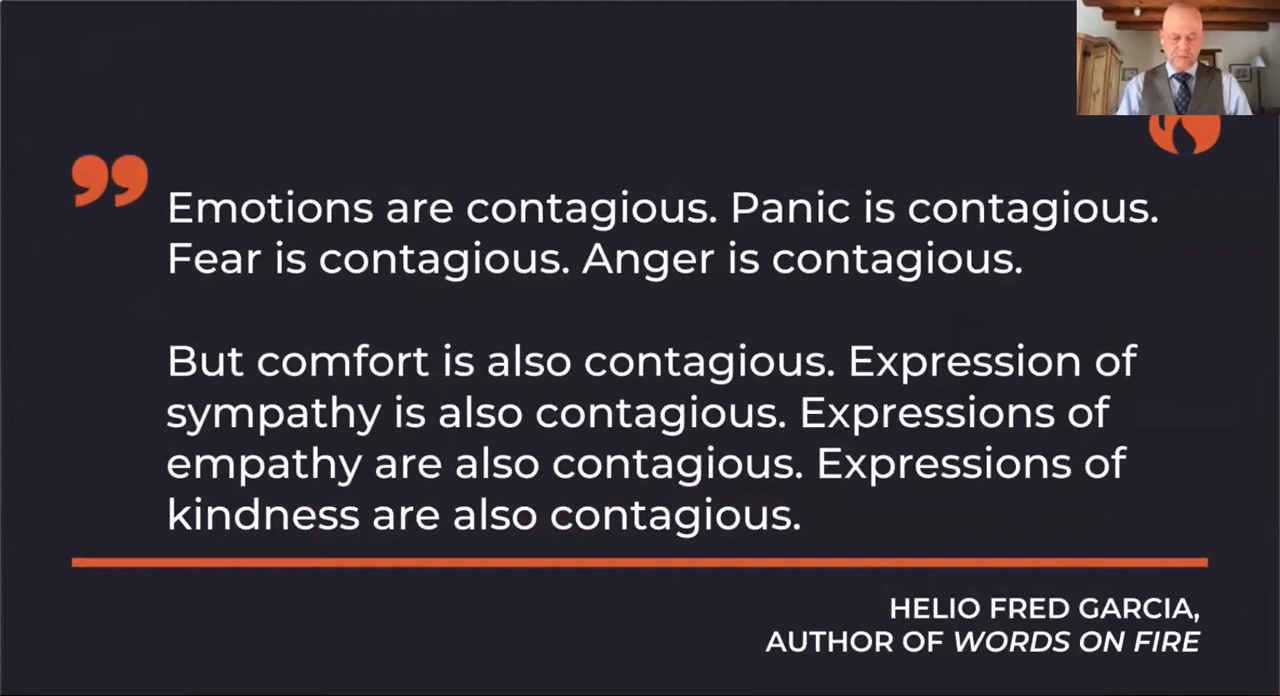 Emotions are contagious. Panic is contagious.
Fear is contagious. Anger is contagious.
But comfort is also contagious. Expression of
sympathy is also contagious. Expressions of
empathy are also contagious. Expressions of
kindness are also contagious.
HELIO FRED GARCIA,
AUTHOR OF WORDS ON FIRE